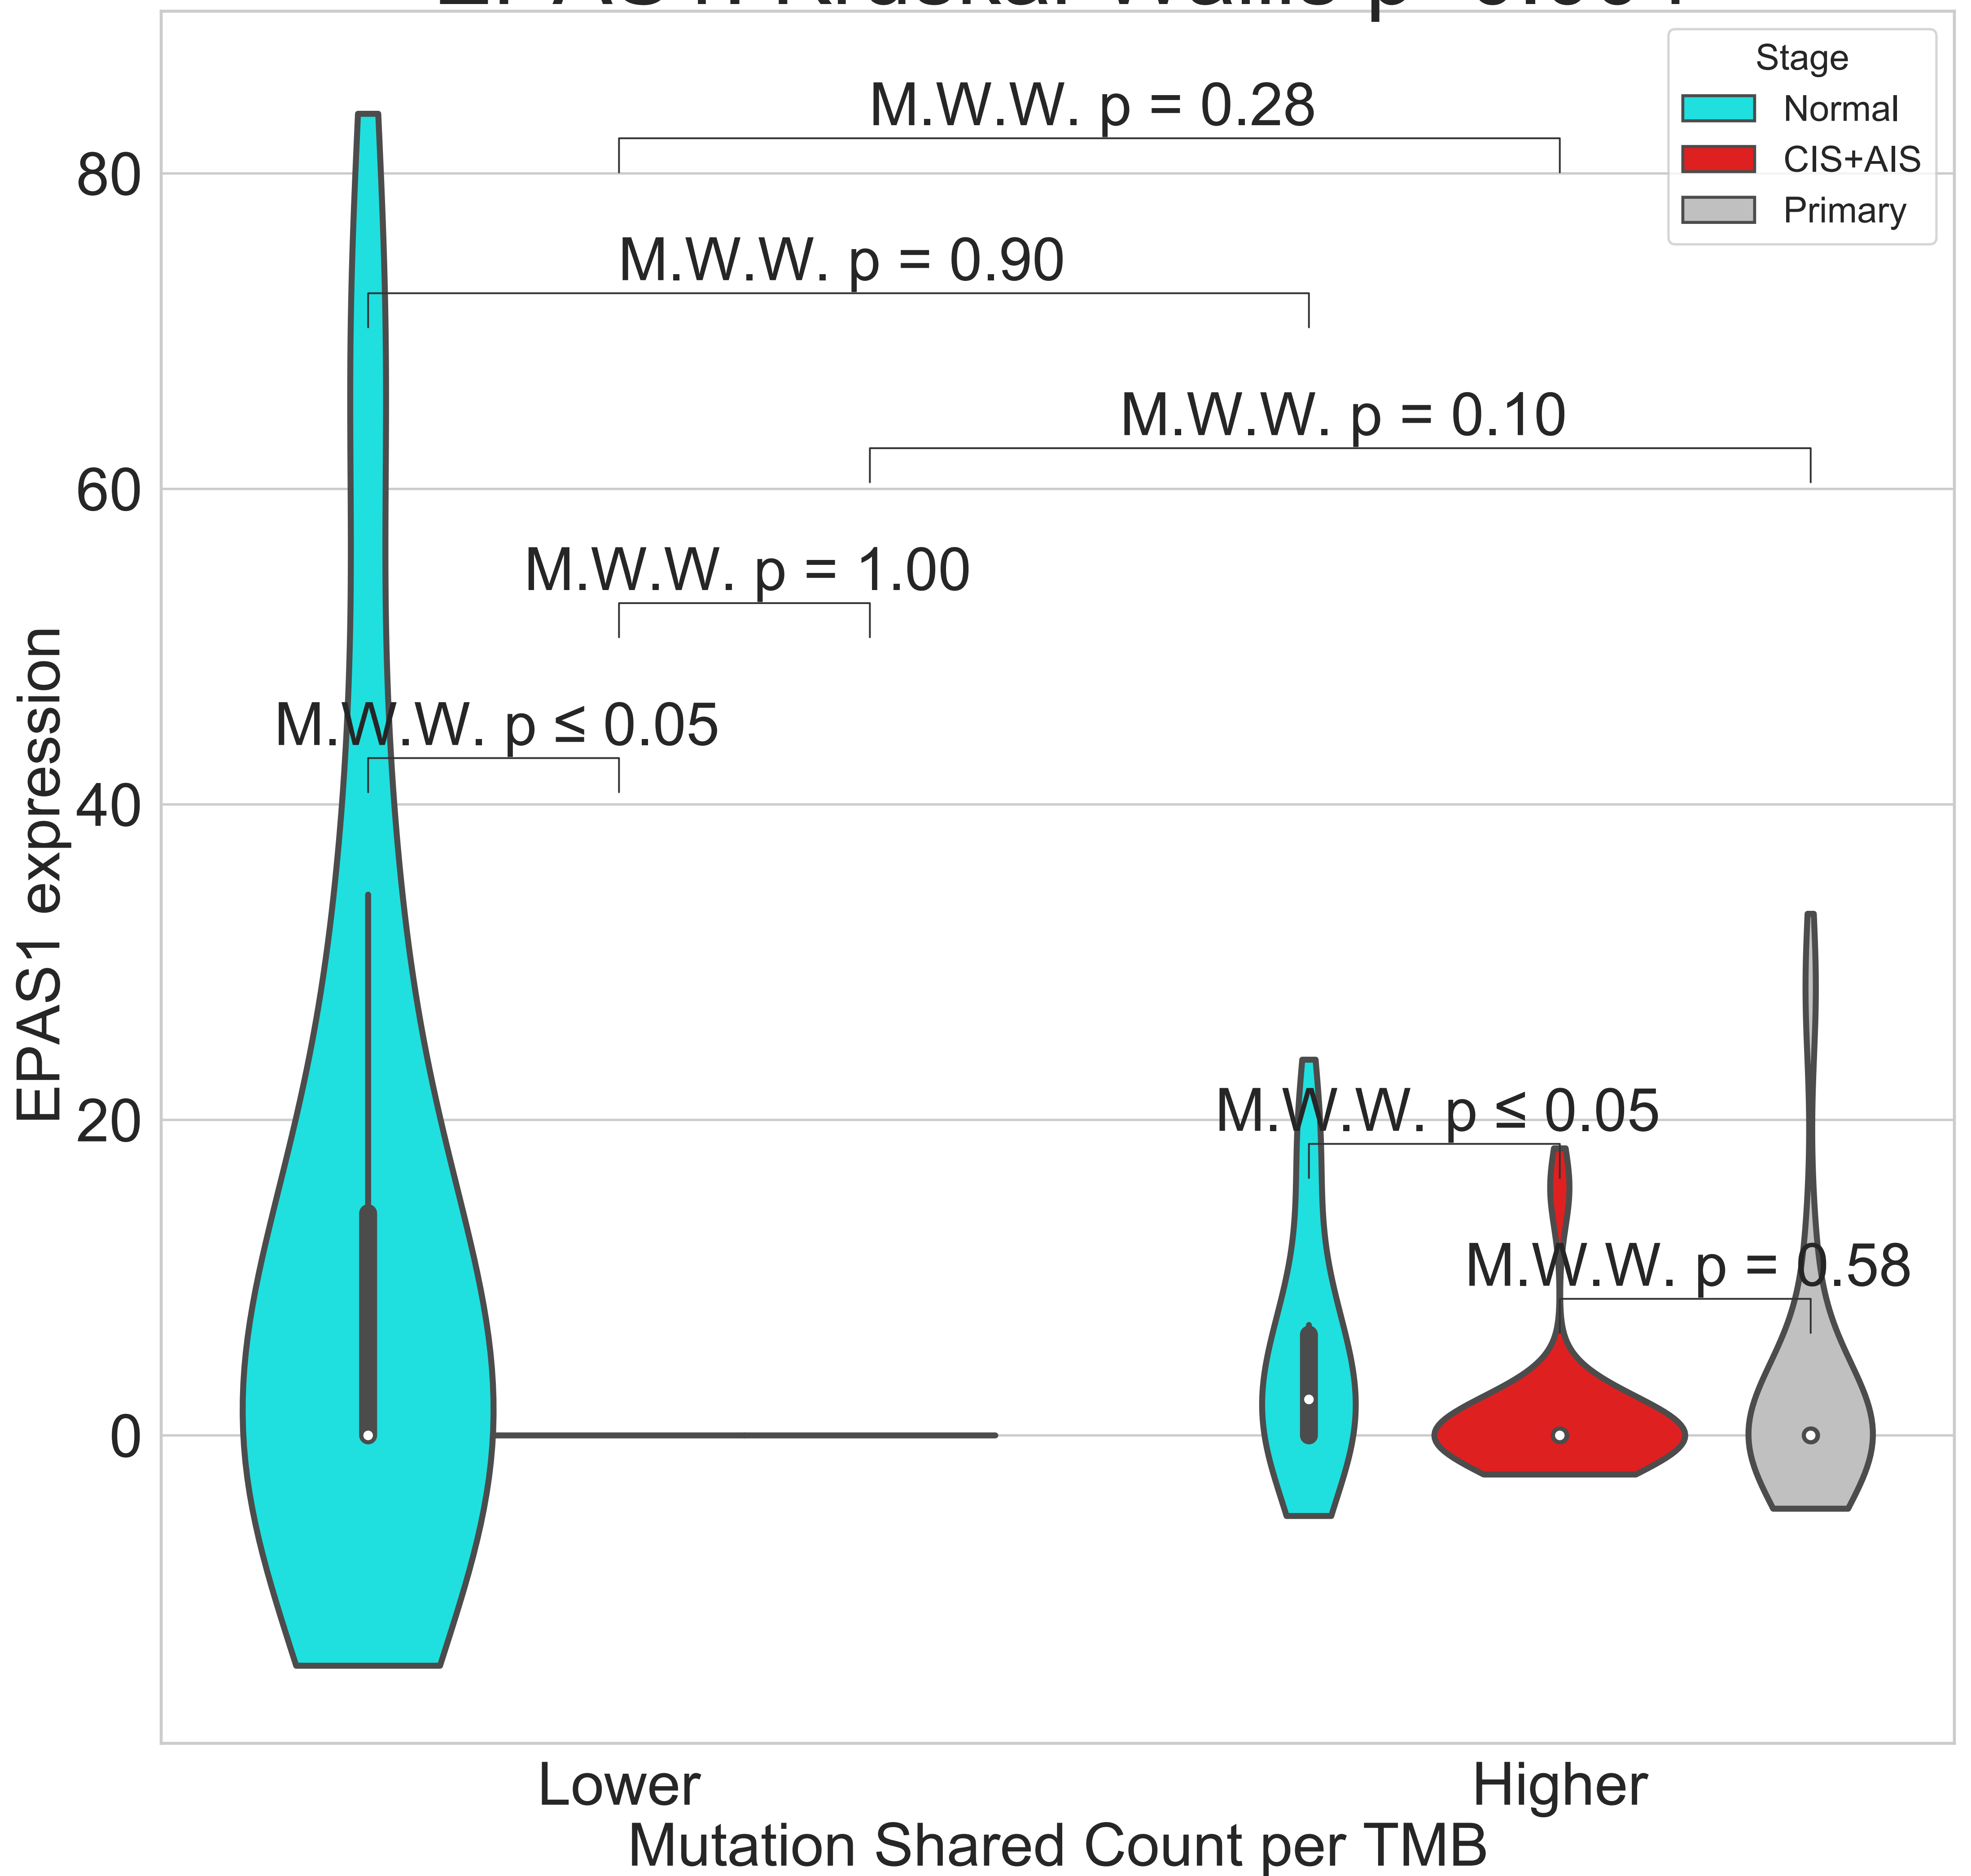 Stage
Normal
CIS+AIS
Primary
M.W.W. p = 0.28
M.W.W. p = 0.90
M.W.W. p = 0.10
M.W.W. p = 1.00
M.W.W. p ≤ 0.05
M.W.W. p ≤ 0.05
M.W.W. p = 0.58
80
60
40
20
0
EPAS1 expression
Lower
Higher
Mutation Shared Count per TMB